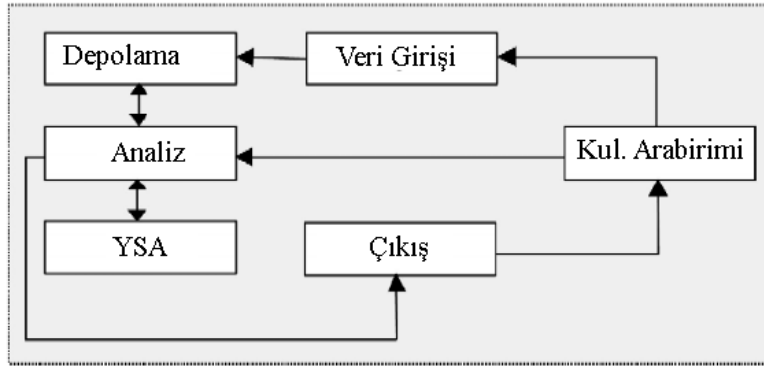 Depolama
Veri Girişi
Analiz
Kul. Arabirimi
YSA
Çıkış